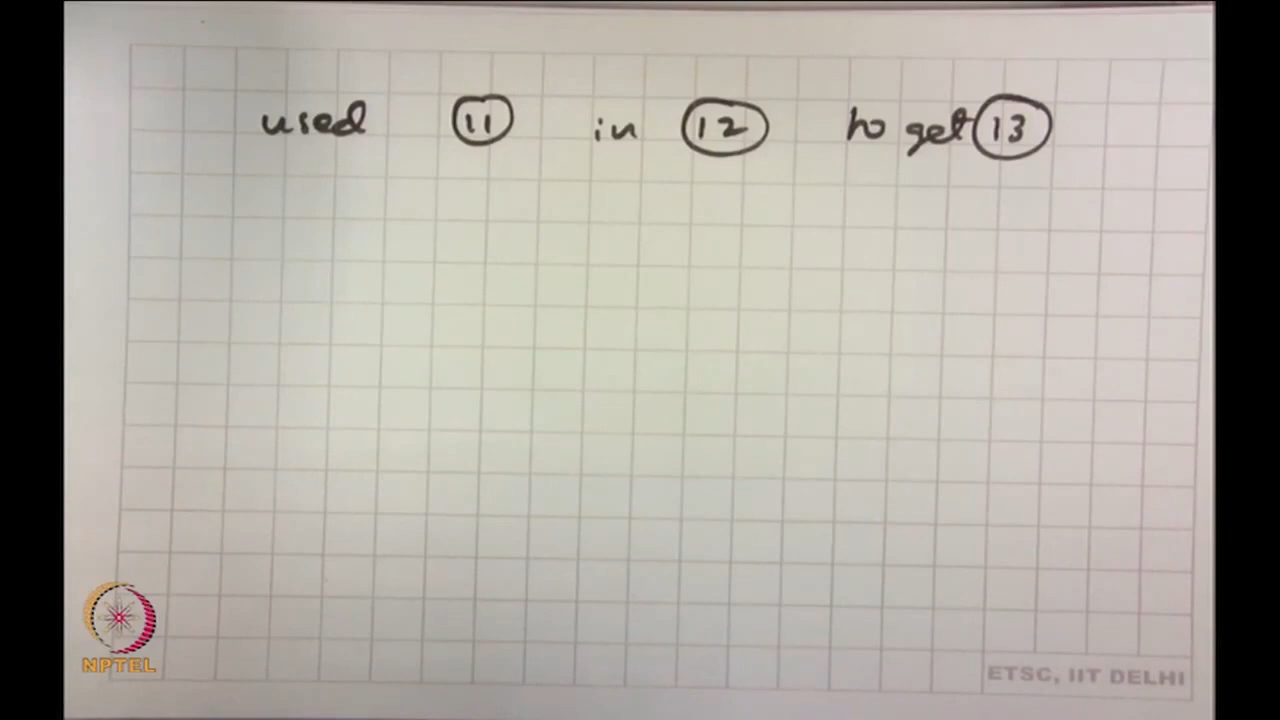 used ⑪ in ⑫ to get ⑬
NPTEL
ETSC, IIT DELHI